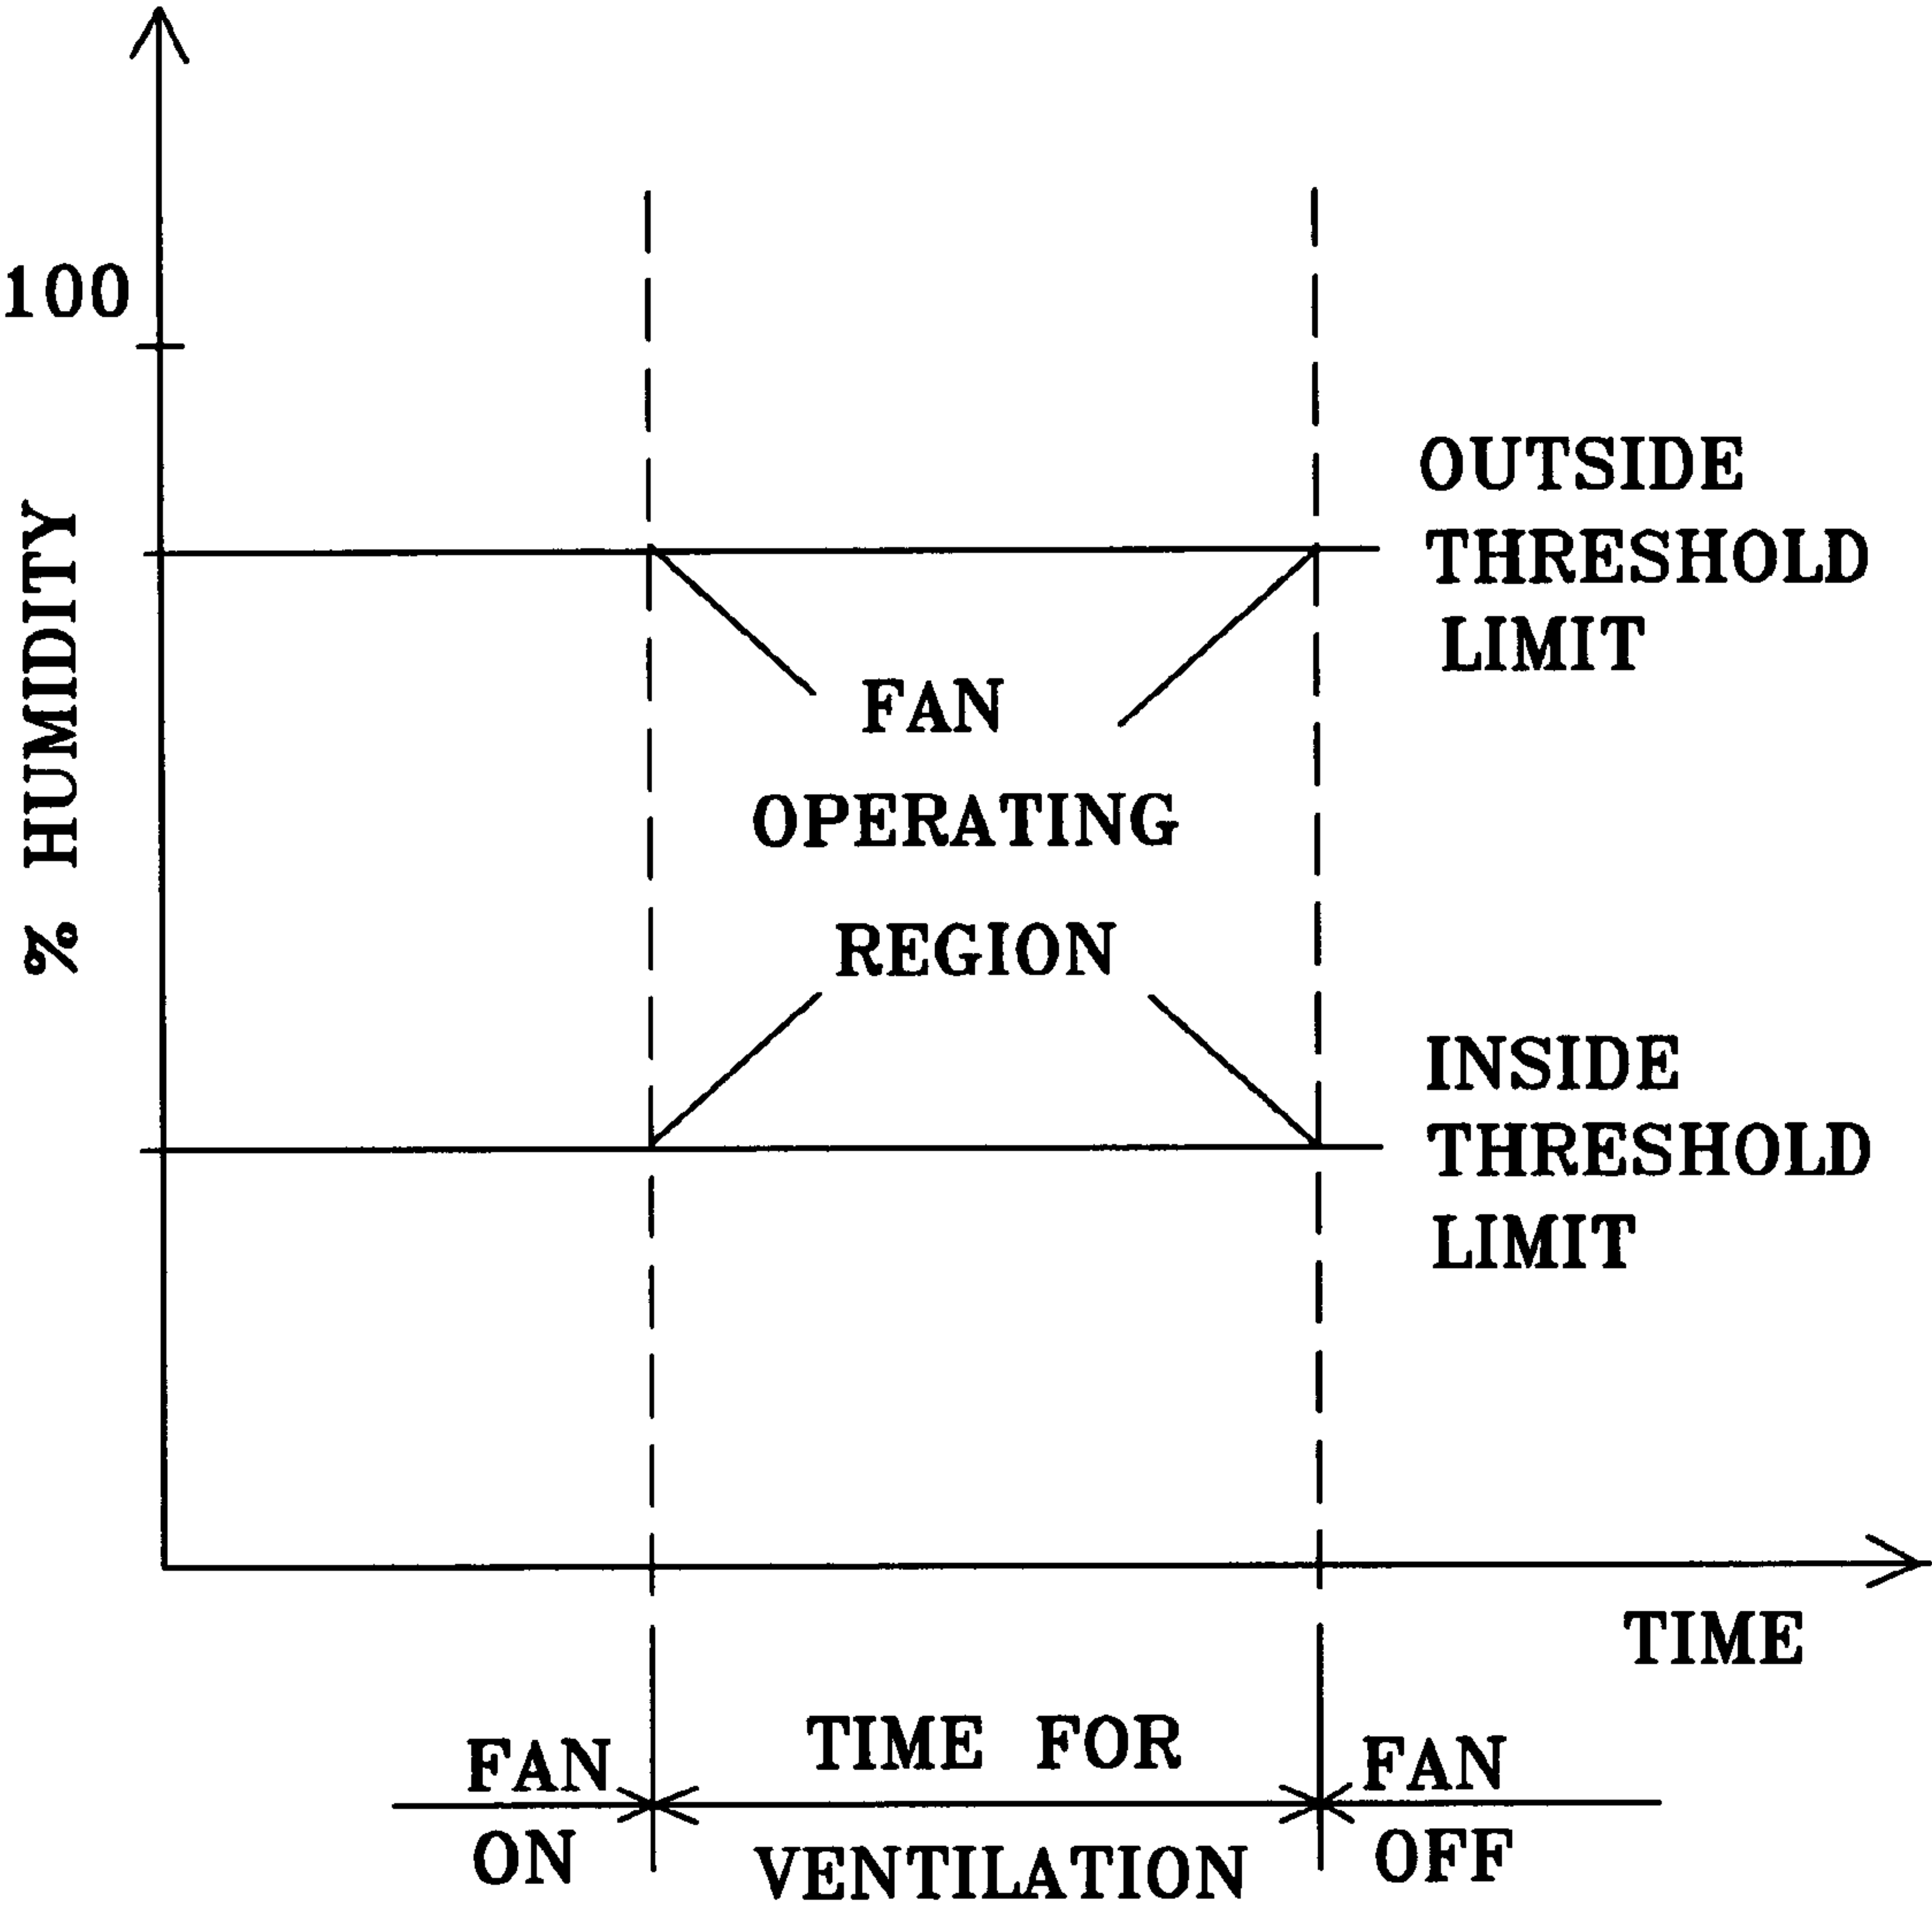 100
% HUMIDITY
OUTSIDE
THRESHOLD
LIMIT
FAN
OPERATING
REGION
INSIDE
THRESHOLD
LIMIT
TIME
FAN
ON
TIME FOR
VENTILATION
FAN
OFF